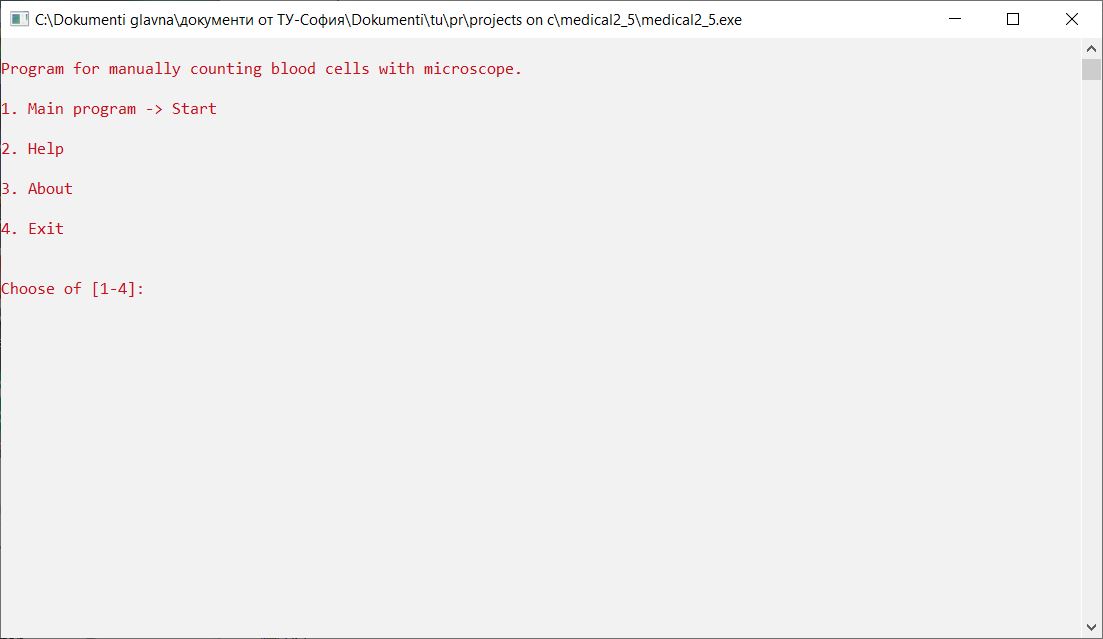 C:\Dokumenti glavna\документи от ТУ-София\Dokumenti\tu\pr\projects on c\medical2_5\medical2_5.exe
Program for manually counting blood cells with microscope.
1. Main program -> Start
2. Help
3. About
4. Exit
Choose of [1-4]: